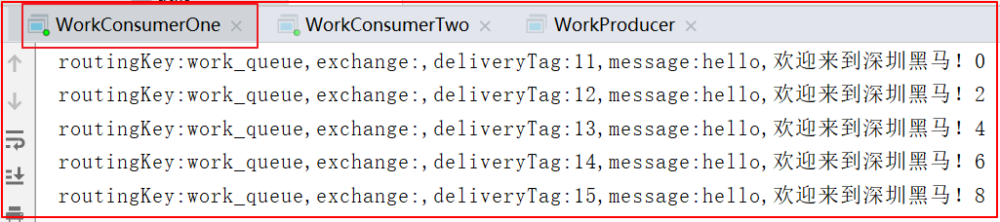 WorkConsumerOne WorkConsumerTwo WorkProducer
routingKey:work_queue,exchange:,deliveryTag:11,message:hello,欢迎来到深圳黑马！0
routingKey:work_queue,exchange:,deliveryTag:12,message:hello,欢迎来到深圳黑马！2
routingKey:work_queue,exchange:,deliveryTag:13,message:hello,欢迎来到深圳黑马！4
routingKey:work_queue,exchange:,deliveryTag:14,message:hello,欢迎来到深圳黑马！6
routingKey:work_queue,exchange:,deliveryTag:15,message:hello,欢迎来到深圳黑马！8